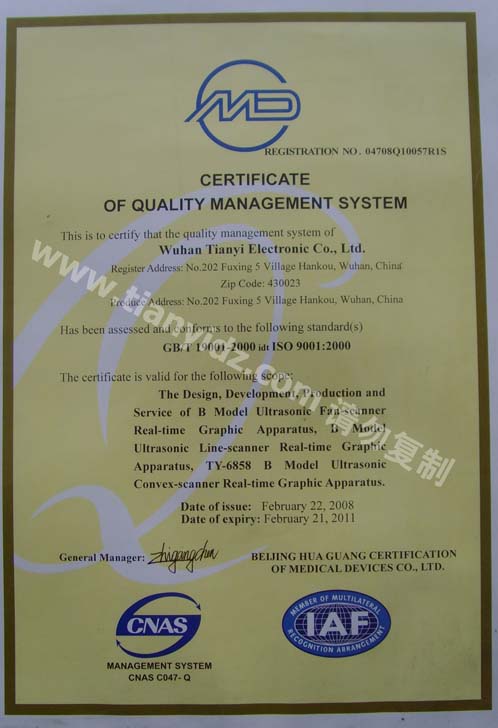 MD
REGISTRATION NO. 04708Q10057R1S
CERTIFICATE
OF QUALITY MANAGEMENT SYSTEM
This is to certify that the quality management system of
Wuhan Tianyi Electronic Co., Ltd.
Register Address: No.202 Fuxing 5 Village Hankou, Wuhan, China
Zip Code: 430023
Produce Address: No.202 Fuxing 5 Village Hankou, Wuhan, China
Has been assessed and conforms to the following standard(s)
GB/T 19001-2000 idt ISO 9001:2000
The certificate is valid for the following scope:
The Design, Development, Production and
Service of B Model Ultrasonic Fan-scanner
Real-time Graphic Apparatus, B Model
Ultrasonic Line-scanner Real-time Graphic
Apparatus, TY-6858 B Model Ultrasonic
Convex-scanner Real-time Graphic Apparatus.
Date of issue: February 22, 2008
Date of expiry: February 21, 2011
General Manager:
BEIJING HUA GUANG CERTIFICATION
OF MEDICAL DEVICES CO., LTD.
CNAS
MANAGEMENT SYSTEM
CNAS C047- Q
MEMBER OF MULTILATERAL
IAF
RECOGNITION ARRANGEMENT
www.tianyidz.com 请勿复制